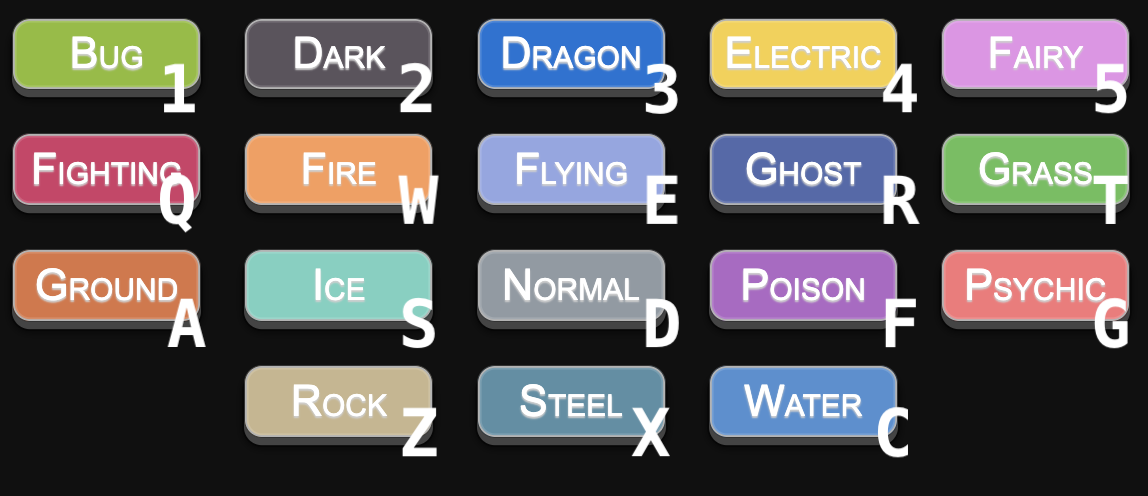 Bug 1 Dark 2 Dragon 3 Electric 4 Fairy 5
Fighting Q Fire W Flying E Ghost R Grass T
Ground A Ice S Normal D Poison F Psychic G
Rock Z Steel X Water C